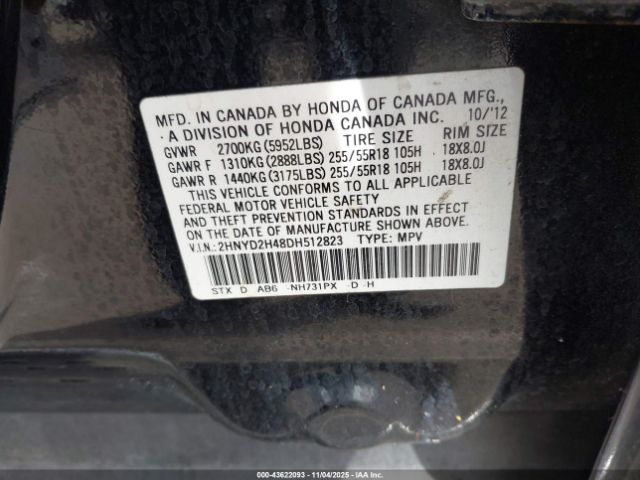 MFD. IN CANADA BY HONDA OF CANADA MFG.,
A DIVISION OF HONDA CANADA INC. 10/'12
GVWR 2700KG (5952LBS) TIRE SIZE RIM SIZE
GAWR F 1310KG (2888LBS) 255/55R18 105H 18X8.0J
GAWR R 1440KG (3175LBS) 255/55R18 105H 18X8.0J
THIS VEHICLE CONFORMS TO ALL APPLICABLE
FEDERAL MOTOR VEHICLE SAFETY
AND THEFT PREVENTION STANDARDS IN EFFECT
ON THE DATE OF MANUFACTURE SHOWN ABOVE.
V.I.N.: 2HNYD2H48DH512823 TYPE: MPV
STX D AB6 -NH731PX -D -H
000-43622093 - 11/04/2025 - IAA Inc.